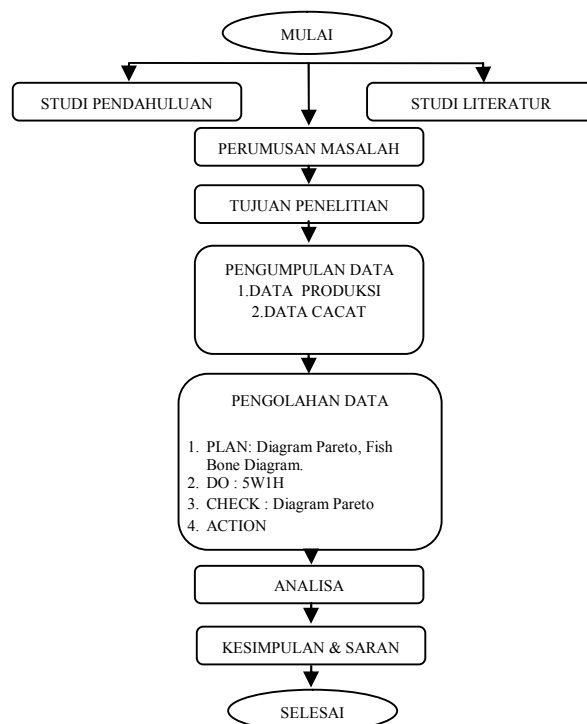 MULAI
STUDI PENDAHULUAN
STUDI LITERATUR
PERUMUSAN MASALAH
TUJUAN PENELITIAN
PENGUMPULAN DATA
1.DATA PRODUKSI
2.DATA CACAT
PENGOLAHAN DATA
1. PLAN: Diagram Pareto, Fish
Bone Diagram.
2. DO : 5W1H
3. CHECK : Diagram Pareto
4. ACTION
ANALISA
KESIMPULAN & SARAN
SELESAI